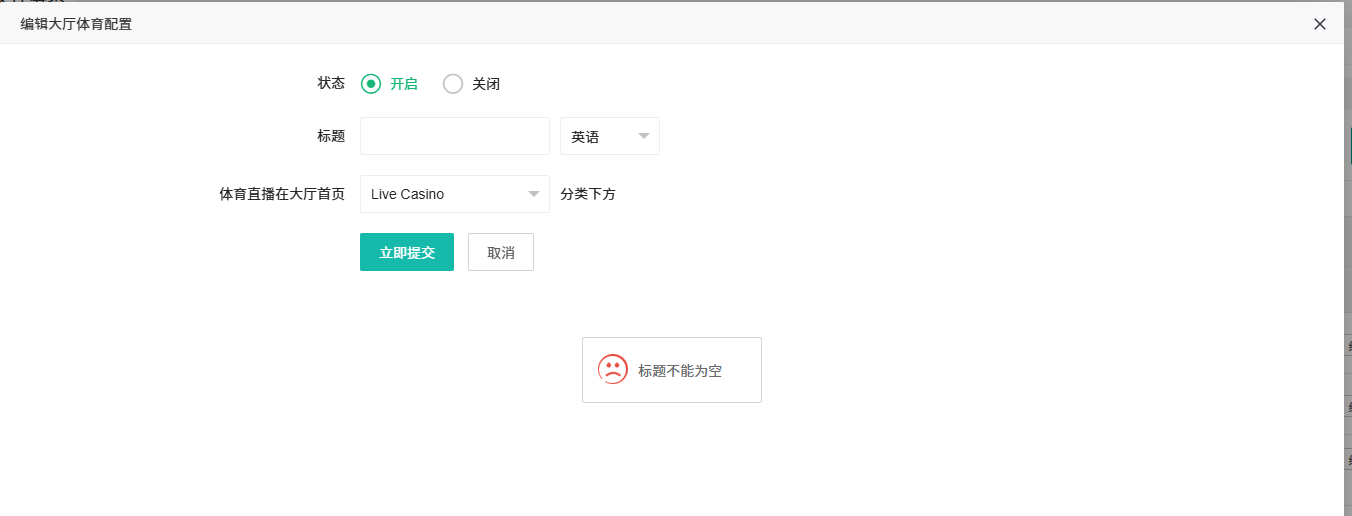 编辑大厅体育配置
状态 开启 关闭
标题 英语
体育直播在大厅首页 Live Casino 分类下方
立即提交 取消
标题不能为空